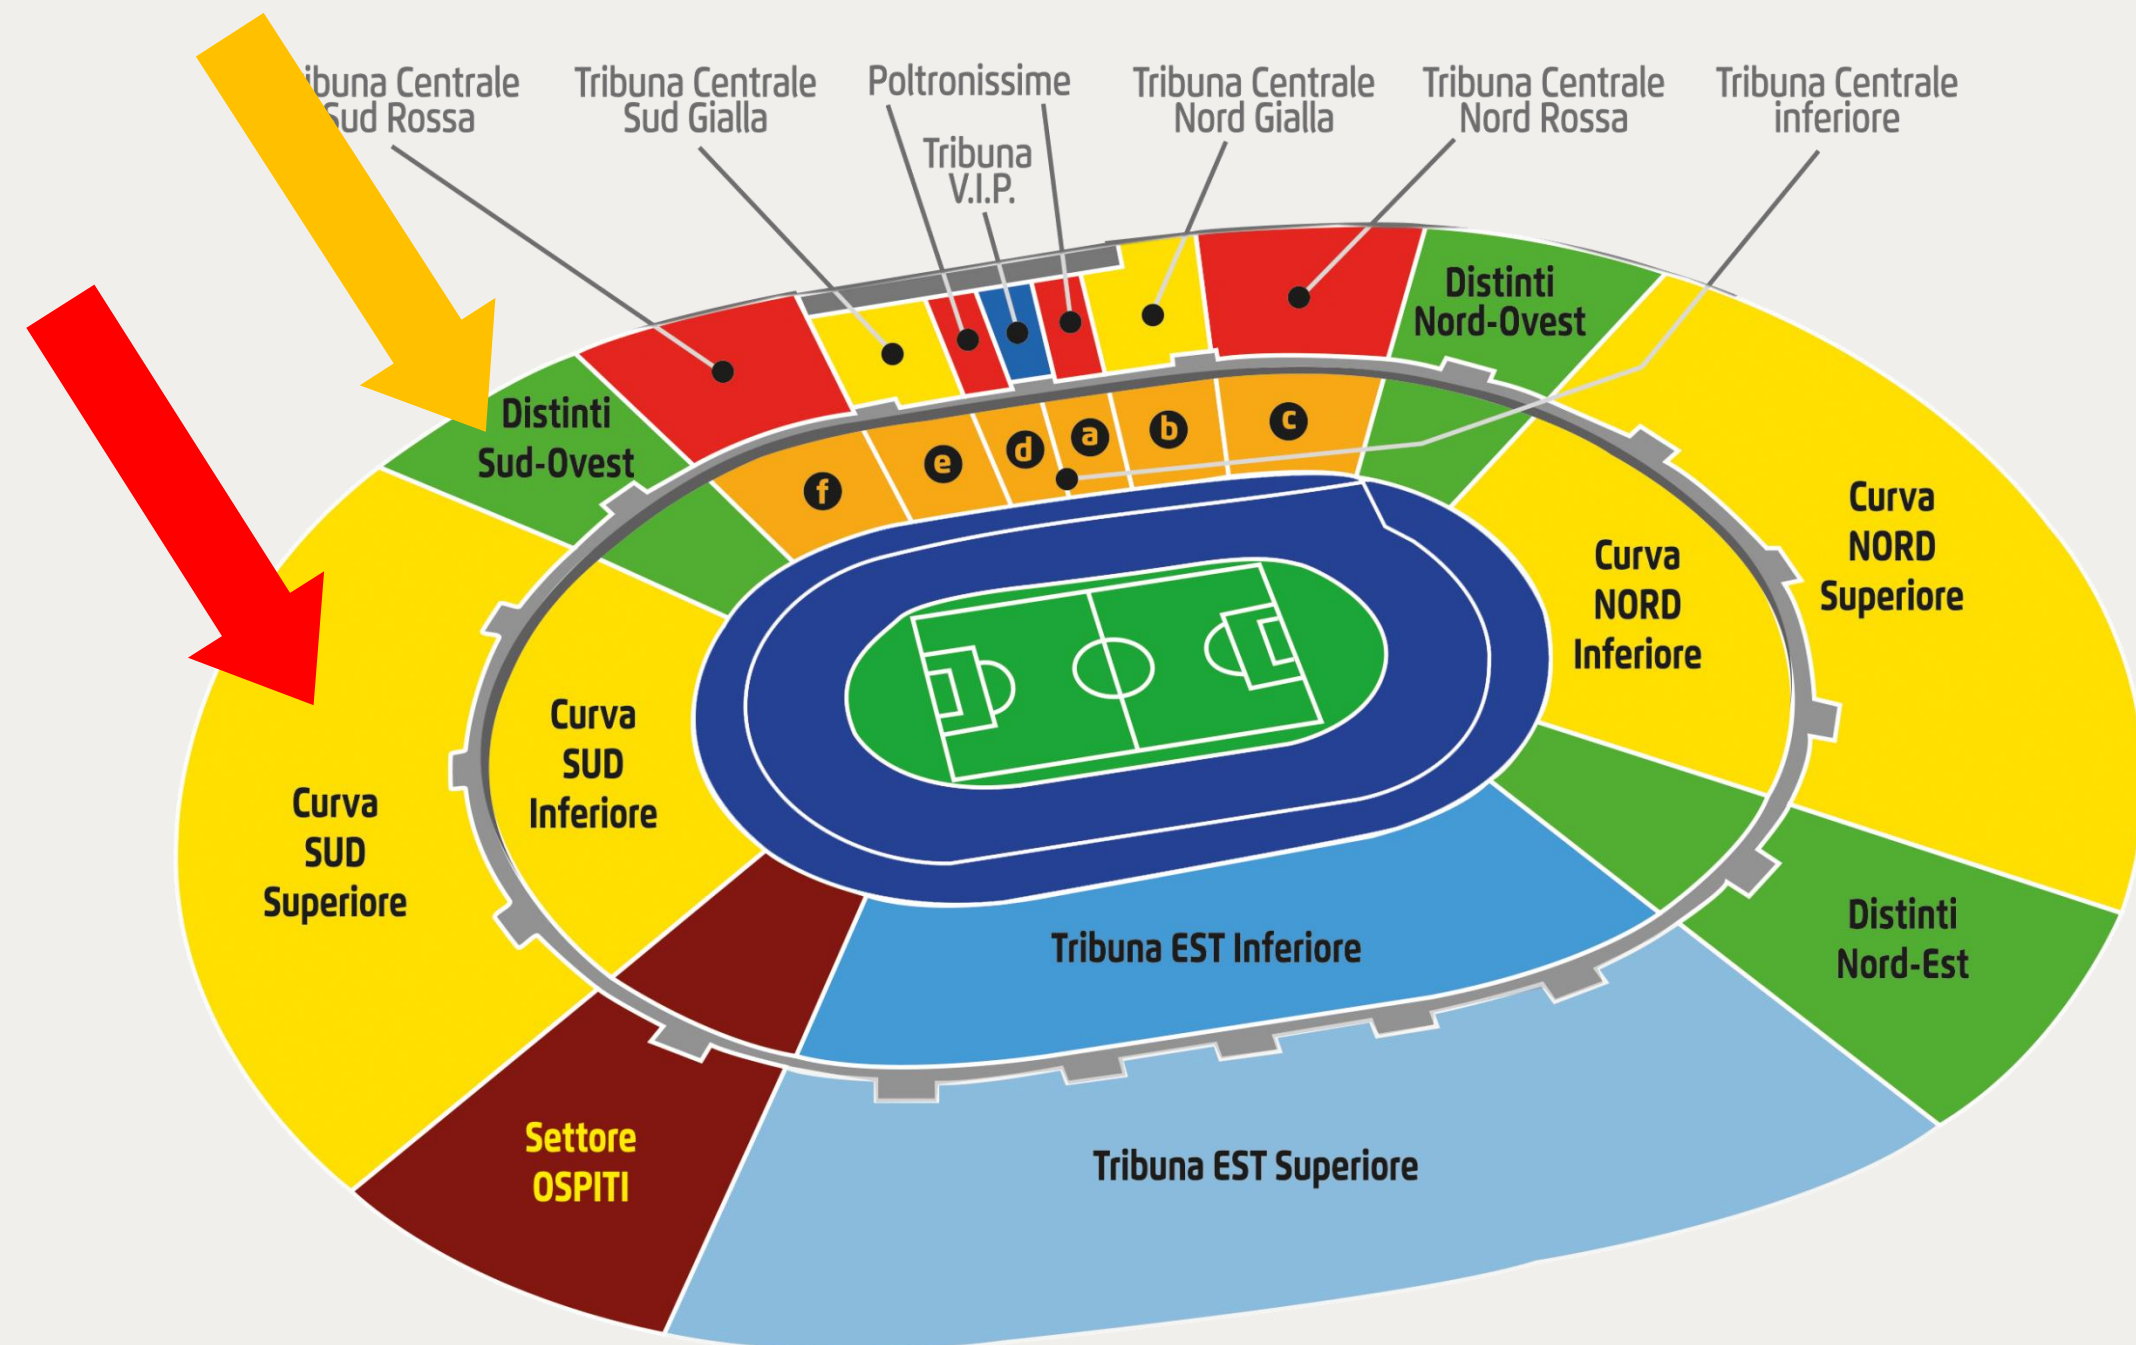 ibuna Centrale
Sud Rossa
Tribuna Centrale
Sud Gialla
Poltronissime
Tribuna
V.I.P.
Tribuna Centrale
Nord Gialla
Tribuna Centrale
Nord Rossa
Tribuna Centrale
inferiore
Distinti
Nord-Ovest
Distinti
Sud-Ovest
f
e
d
a
b
c
Curva
NORD
Superiore
Curva
NORD
Inferiore
Curva
SUD
Inferiore
Curva
SUD
Superiore
Tribuna EST Inferiore
Distinti
Nord-Est
Settore
OSPITI
Tribuna EST Superiore